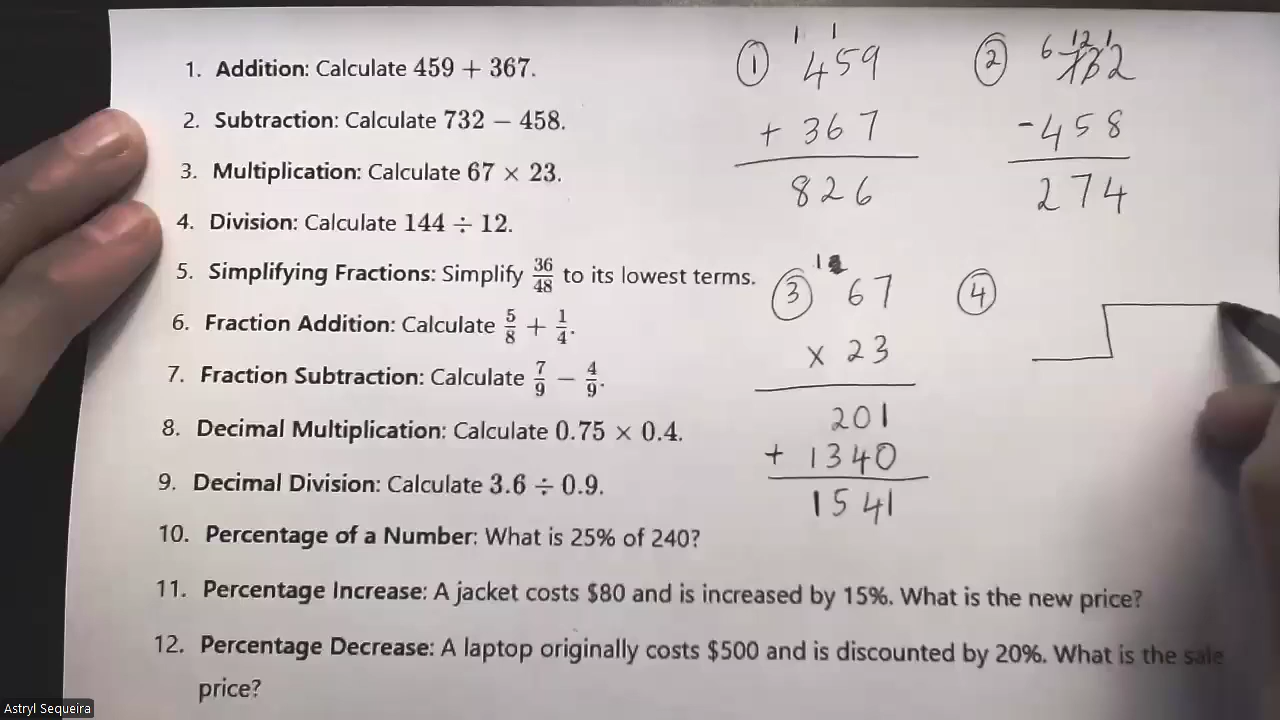 1. Addition: Calculate 459 + 367.
2. Subtraction: Calculate 732 − 458.
3. Multiplication: Calculate 67 × 23.
4. Division: Calculate 144 ÷ 12.
5. Simplifying Fractions: Simplify 36/48 to its lowest terms.
6. Fraction Addition: Calculate 5/8 + 1/4.
7. Fraction Subtraction: Calculate 7/9 − 4/9.
8. Decimal Multiplication: Calculate 0.75 × 0.4.
9. Decimal Division: Calculate 3.6 ÷ 0.9.
10. Percentage of a Number: What is 25% of 240?
11. Percentage Increase: A jacket costs $80 and is increased by 15%. What is the new price?
12. Percentage Decrease: A laptop originally costs $500 and is discounted by 20%. What is the sale
price?
1 1
① 459
+ 367
826
6 12 1
② 732
- 458
274
1
③ 67
x 23
201
+ 1340
1541
④
Astryl Sequeira